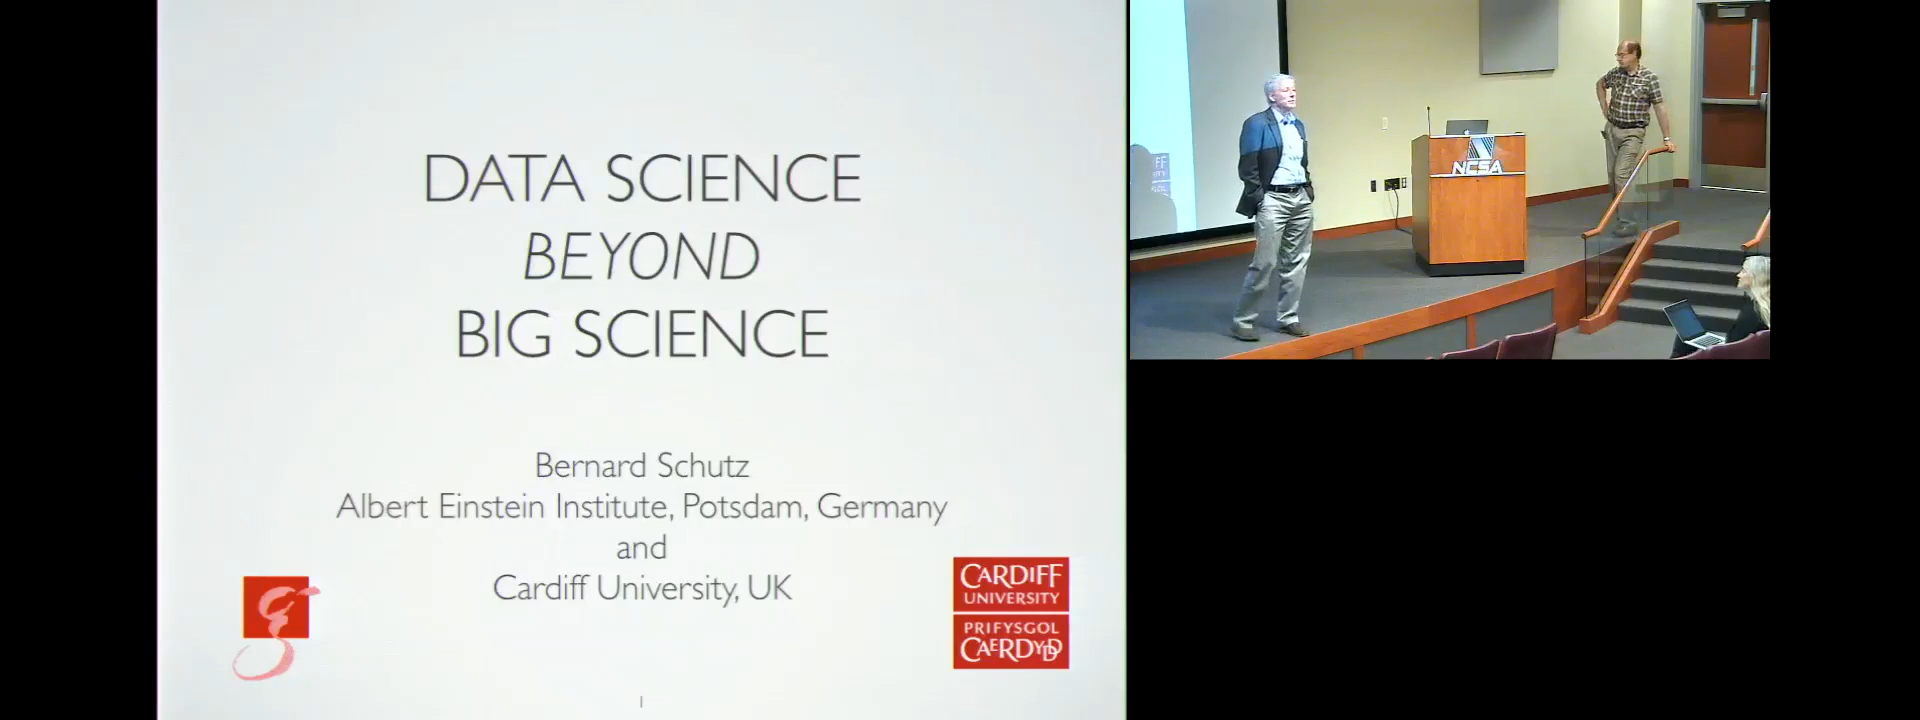 DATA SCIENCE
BEYOND
BIG SCIENCE
Bernard Schutz
Albert Einstein Institute, Potsdam, Germany
and
Cardiff University, UK
CARDIFF
UNIVERSITY
PRIFYSGOL
CAERDYDD
1
NCSA